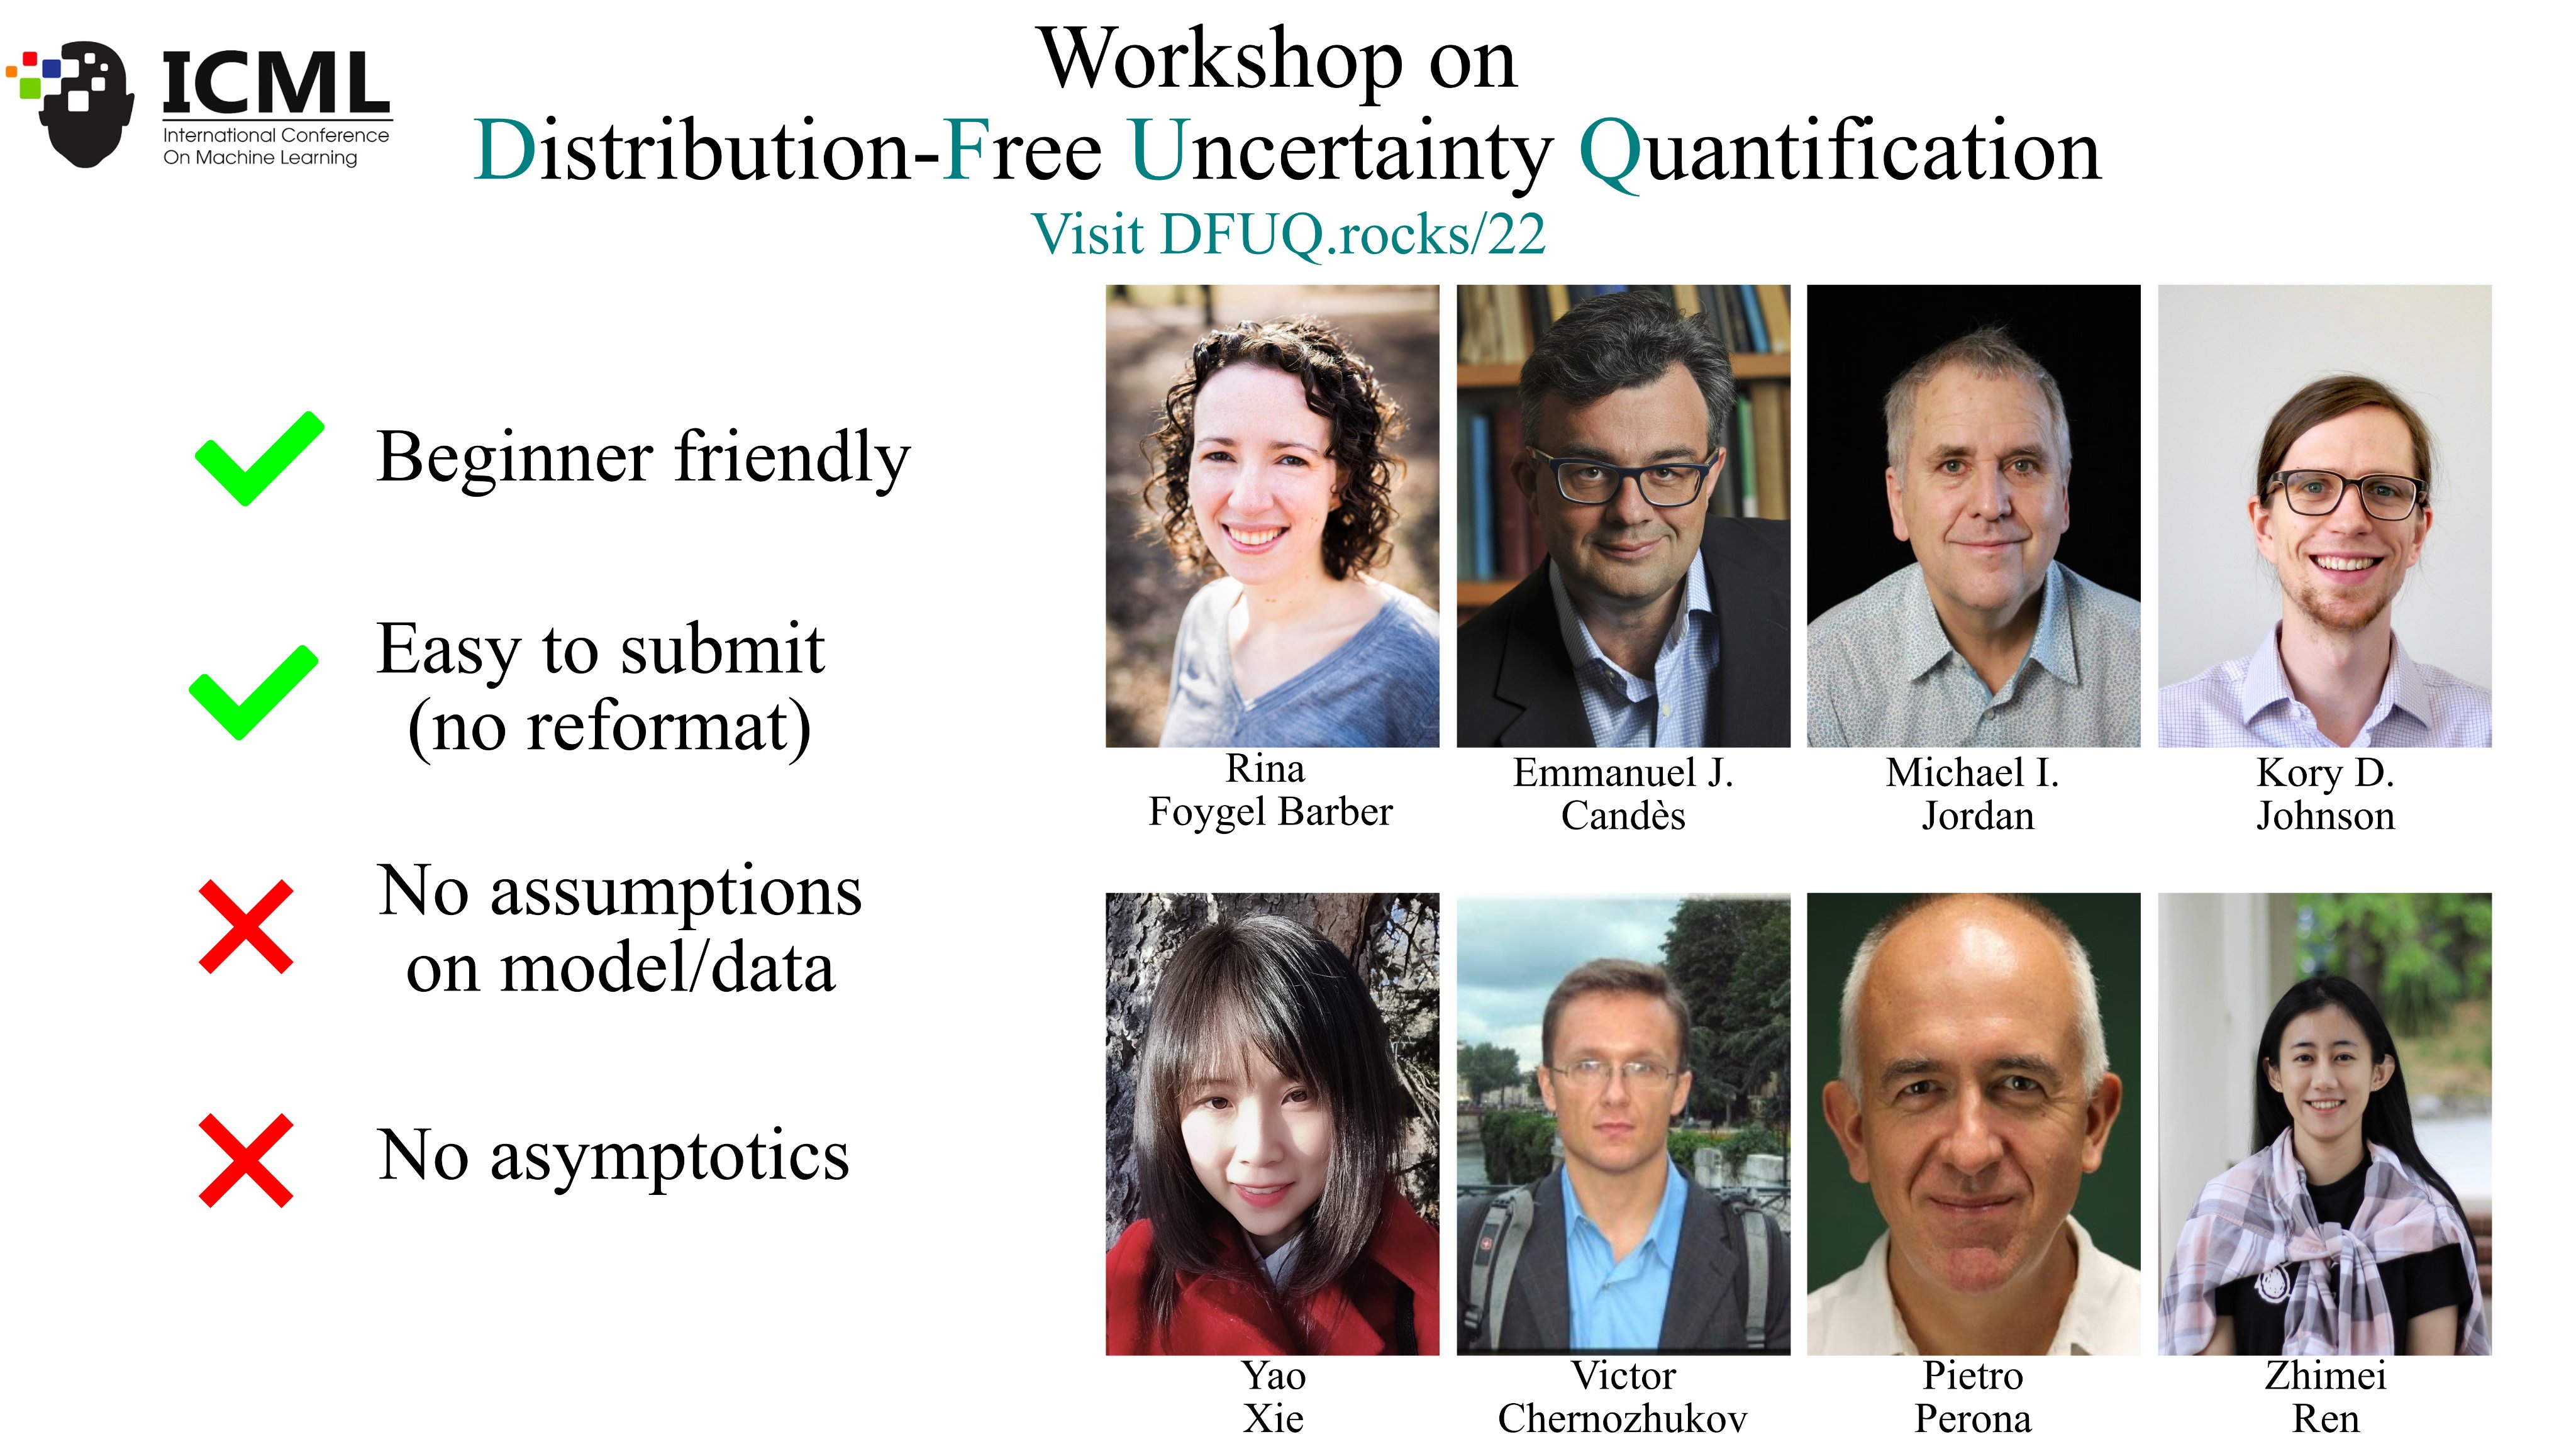 ICML
International Conference
On Machine Learning
Workshop on
Distribution-Free Uncertainty Quantification
Visit DFUQ.rocks/22
Beginner friendly
Easy to submit
(no reformat)
No assumptions
on model/data
No asymptotics
Rina
Foygel Barber
Emmanuel J.
Candès
Michael I.
Jordan
Kory D.
Johnson
Yao
Xie
Victor
Chernozhukov
Pietro
Perona
Zhimei
Ren